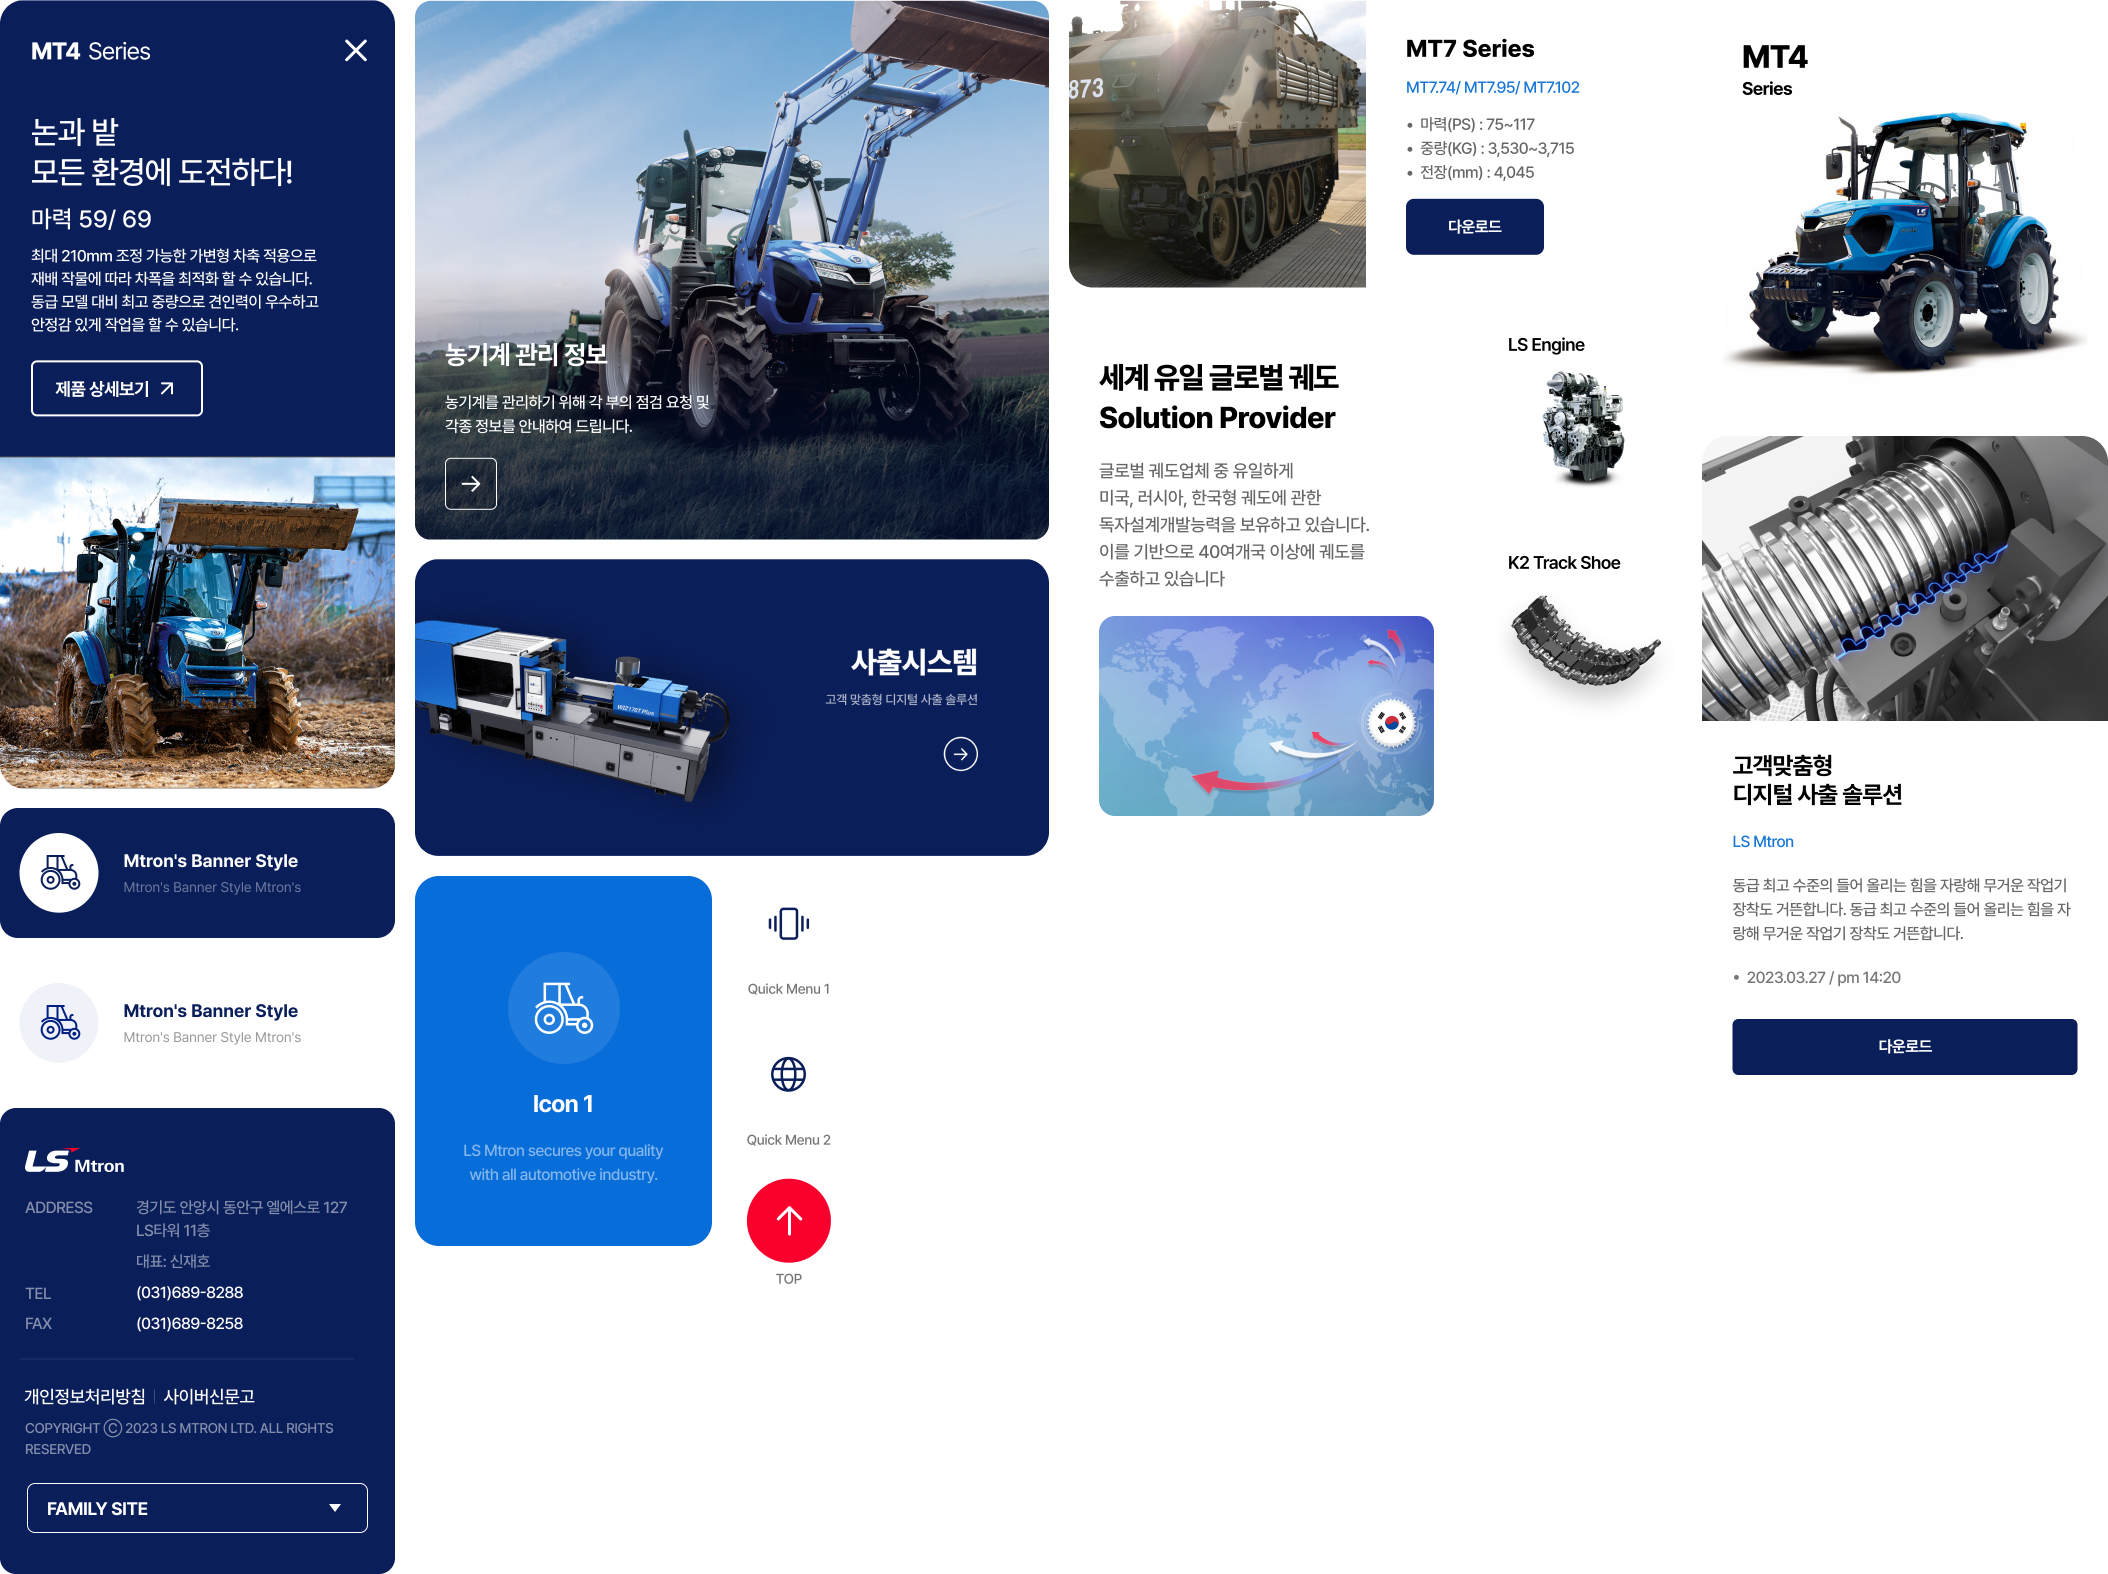 MT4 Series
논과 밭
모든 환경에 도전하다!
마력 59/ 69
최대 210mm 조정 가능한 가변형 차축 적용으로
재배 작물에 따라 차폭을 최적화 할 수 있습니다.
동급 모델 대비 최고 중량으로 견인력이 우수하고
안정감 있게 작업을 할 수 있습니다.
제품 상세보기
Mtron's Banner Style
Mtron's Banner Style Mtron's
Mtron's Banner Style
Mtron's Banner Style Mtron's
LS Mtron
ADDRESS 경기도 안양시 동안구 엘에스로 127
LS타워 11층
대표: 신재호
TEL (031)689-8288
FAX (031)689-8258
개인정보처리방침 사이버신문고
COPYRIGHT Ⓒ 2023 LS MTRON LTD. ALL RIGHTS
RESERVED
FAMILY SITE
농기계 관리 정보
농기계를 관리하기 위해 각 부의 점검 요청 및
각종 정보를 안내하여 드립니다.
사출시스템
고객 맞춤형 디지털 사출 솔루션
WIZ170T Plus
Icon 1
LS Mtron secures your quality
with all automotive industry.
Quick Menu 1
Quick Menu 2
TOP
873
세계 유일 글로벌 궤도
Solution Provider
글로벌 궤도업체 중 유일하게
미국, 러시아, 한국형 궤도에 관한
독자설계개발능력을 보유하고 있습니다.
이를 기반으로 40여개국 이상에 궤도를
수출하고 있습니다
MT7 Series
MT7.74/ MT7.95/ MT7.102
• 마력(PS) : 75~117
• 중량(KG) : 3,530~3,715
• 전장(mm) : 4,045
다운로드
LS Engine
K2 Track Shoe
MT4
Series
LS
고객맞춤형
디지털 사출 솔루션
LS Mtron
동급 최고 수준의 들어 올리는 힘을 자랑해 무거운 작업기
장착도 거뜬합니다. 동급 최고 수준의 들어 올리는 힘을 자
랑해 무거운 작업기 장착도 거뜬합니다.
• 2023.03.27 / pm 14:20
다운로드